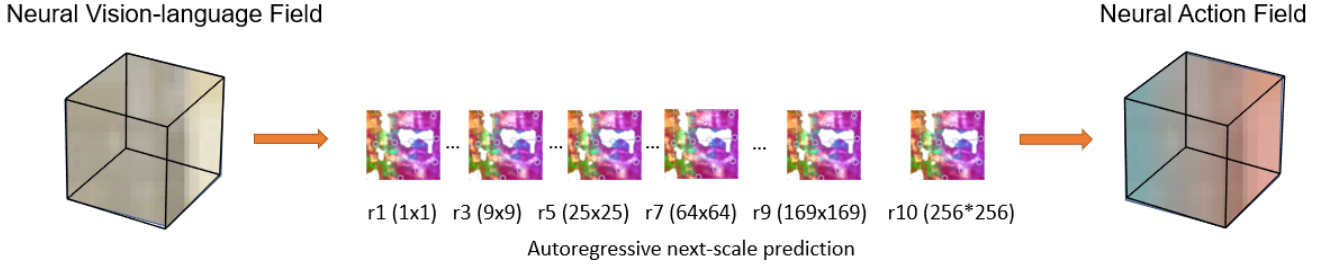 Neural Vision-language Field
Neural Action Field
... ... ... ...
r1 (1x1) r3 (9x9) r5 (25x25) r7 (64x64) r9 (169x169) r10 (256*256)
Autoregressive next-scale prediction